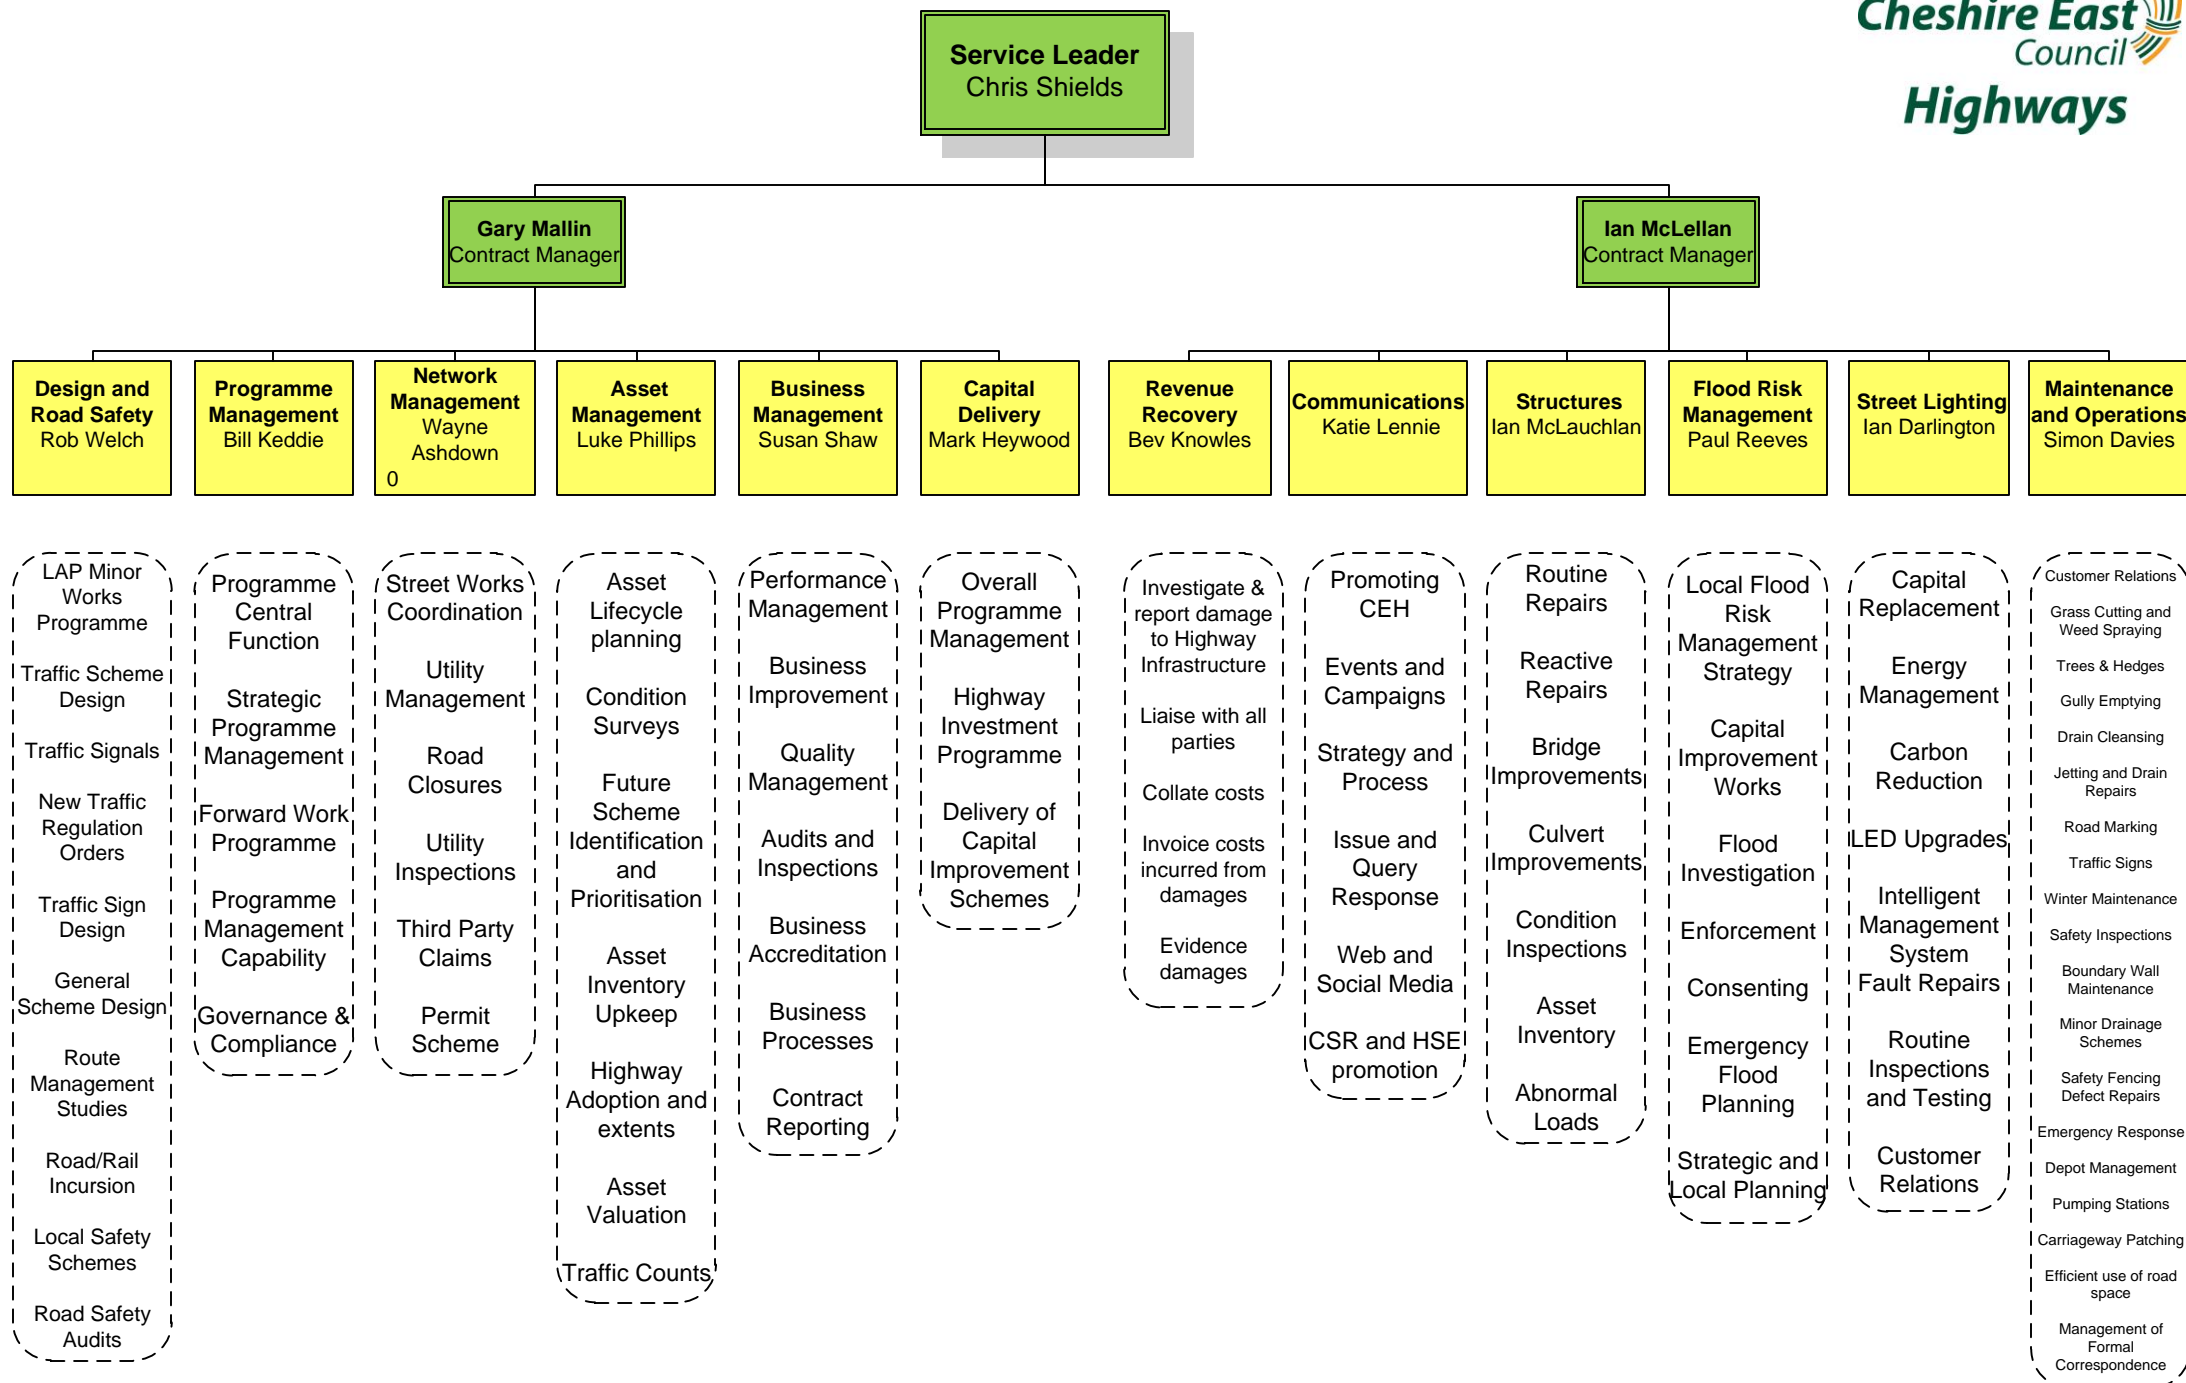 Cheshire East
Council
Highways
Service Leader
Chris Shields
Gary Mallin
Contract Manager
Ian McLellan
Contract Manager
Design and
Road Safety
Rob Welch
Programme
Management
Bill Keddie
Network
Management
Wayne
Ashdown
0
Asset
Management
Luke Phillips
Business
Management
Susan Shaw
Capital
Delivery
Mark Heywood
Revenue
Recovery
Bev Knowles
Communications
Katie Lennie
Structures
Ian McLauchlan
Flood Risk
Management
Paul Reeves
Street Lighting
Ian Darlington
Maintenance
and Operations
Simon Davies
LAP Minor
Works
Programme
Traffic Scheme
Design
Traffic Signals
New Traffic
Regulation
Orders
Traffic Sign
Design
General
Scheme Design
Route
Management
Studies
Road/Rail
Incursion
Local Safety
Schemes
Road Safety
Audits
Programme
Central
Function
Strategic
Programme
Management
Forward Work
Programme
Programme
Management
Capability
Governance &
Compliance
Street Works
Coordination
Utility
Management
Road
Closures
Utility
Inspections
Third Party
Claims
Permit
Scheme
Asset
Lifecycle
planning
Condition
Surveys
Future
Scheme
Identification
and
Prioritisation
Asset
Inventory
Upkeep
Highway
Adoption and
extents
Asset
Valuation
Traffic Counts
Performance
Management
Business
Improvement
Quality
Management
Audits and
Inspections
Business
Accreditation
Business
Processes
Contract
Reporting
Overall
Programme
Management
Highway
Investment
Programme
Delivery of
Capital
Improvement
Schemes
Investigate &
report damage
to Highway
Infrastructure
Liaise with all
parties
Collate costs
Invoice costs
incurred from
damages
Evidence
damages
Promoting
CEH
Events and
Campaigns
Strategy and
Process
Issue and
Query
Response
Web and
Social Media
CSR and HSE
promotion
Routine
Repairs
Reactive
Repairs
Bridge
Improvements
Culvert
Improvements
Condition
Inspections
Asset
Inventory
Abnormal
Loads
Local Flood
Risk
Management
Strategy
Capital
Improvement
Works
Flood
Investigation
Enforcement
Consenting
Emergency
Flood
Planning
Strategic and
Local Planning
Capital
Replacement
Energy
Management
Carbon
Reduction
LED Upgrades
Intelligent
Management
System
Fault Repairs
Routine
Inspections
and Testing
Customer
Relations
Customer Relations
Grass Cutting and
Weed Spraying
Trees & Hedges
Gully Emptying
Drain Cleansing
Jetting and Drain
Repairs
Road Marking
Traffic Signs
Winter Maintenance
Safety Inspections
Boundary Wall
Maintenance
Minor Drainage
Schemes
Safety Fencing
Defect Repairs
Emergency Response
Depot Management
Pumping Stations
Carriageway Patching
Efficient use of road
space
Management of
Formal
Correspondence